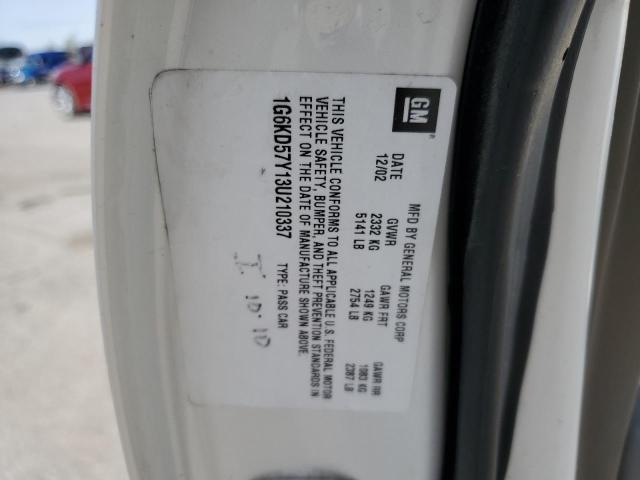 GM
MFD BY GENERAL MOTORS CORP
DATE GVWR GAWR FRT GAWR RR
12/02 2332 KG 1249 KG 1083 KG
5141 LB 2754 LB 2387 LB
THIS VEHICLE CONFORMS TO ALL APPLICABLE U.S. FEDERAL MOTOR
VEHICLE SAFETY, BUMPER, AND THEFT PREVENTION STANDARDS IN
EFFECT ON THE DATE OF MANUFACTURE SHOWN ABOVE.
1G6KD57Y13U210337 TYPE: PASS CAR